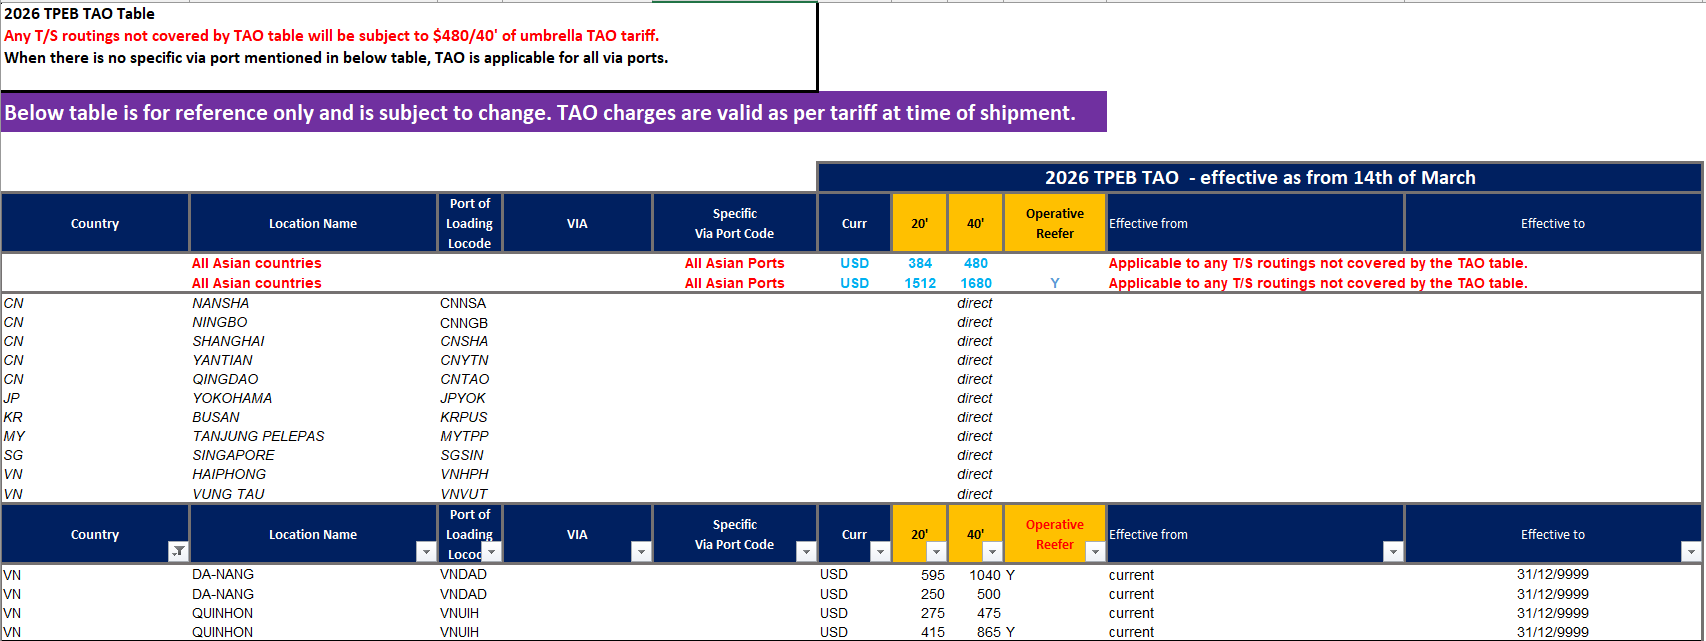 2026 TPEB TAO Table
Any T/S routings not covered by TAO table will be subject to $480/40' of umbrella TAO tariff.
When there is no specific via port mentioned in below table, TAO is applicable for all via ports.
Below table is for reference only and is subject to change. TAO charges are valid as per tariff at time of shipment.
2026 TPEB TAO  - effective as from 14th of March
Country Location Name Port of Loading Locode VIA Specific Via Port Code Curr 20' 40' Operative Reefer Effective from Effective to
All Asian countries All Asian Ports USD 384 480 Applicable to any T/S routings not covered by the TAO table.
All Asian countries All Asian Ports USD 1512 1680 Y Applicable to any T/S routings not covered by the TAO table.
CN NANSHA CNNSA direct
CN NINGBO CNNGB direct
CN SHANGHAI CNSHA direct
CN YANTIAN CNYTN direct
CN QINGDAO CNTAO direct
JP YOKOHAMA JPYOK direct
KR BUSAN KRPUS direct
MY TANJUNG PELEPAS MYTPP direct
SG SINGAPORE SGSIN direct
VN HAIPHONG VNHPH direct
VN VUNG TAU VNVUT direct
Country Location Name Port of Loading Locod VIA Specific Via Port Code Curr 20' 40' Operative Reefer Effective from Effective to
VN DA-NANG VNDAD USD 595 1040 Y current 31/12/9999
VN DA-NANG VNDAD USD 250 500 current 31/12/9999
VN QUINHON VNUIH USD 275 475 current 31/12/9999
VN QUINHON VNUIH USD 415 865 Y current 31/12/9999